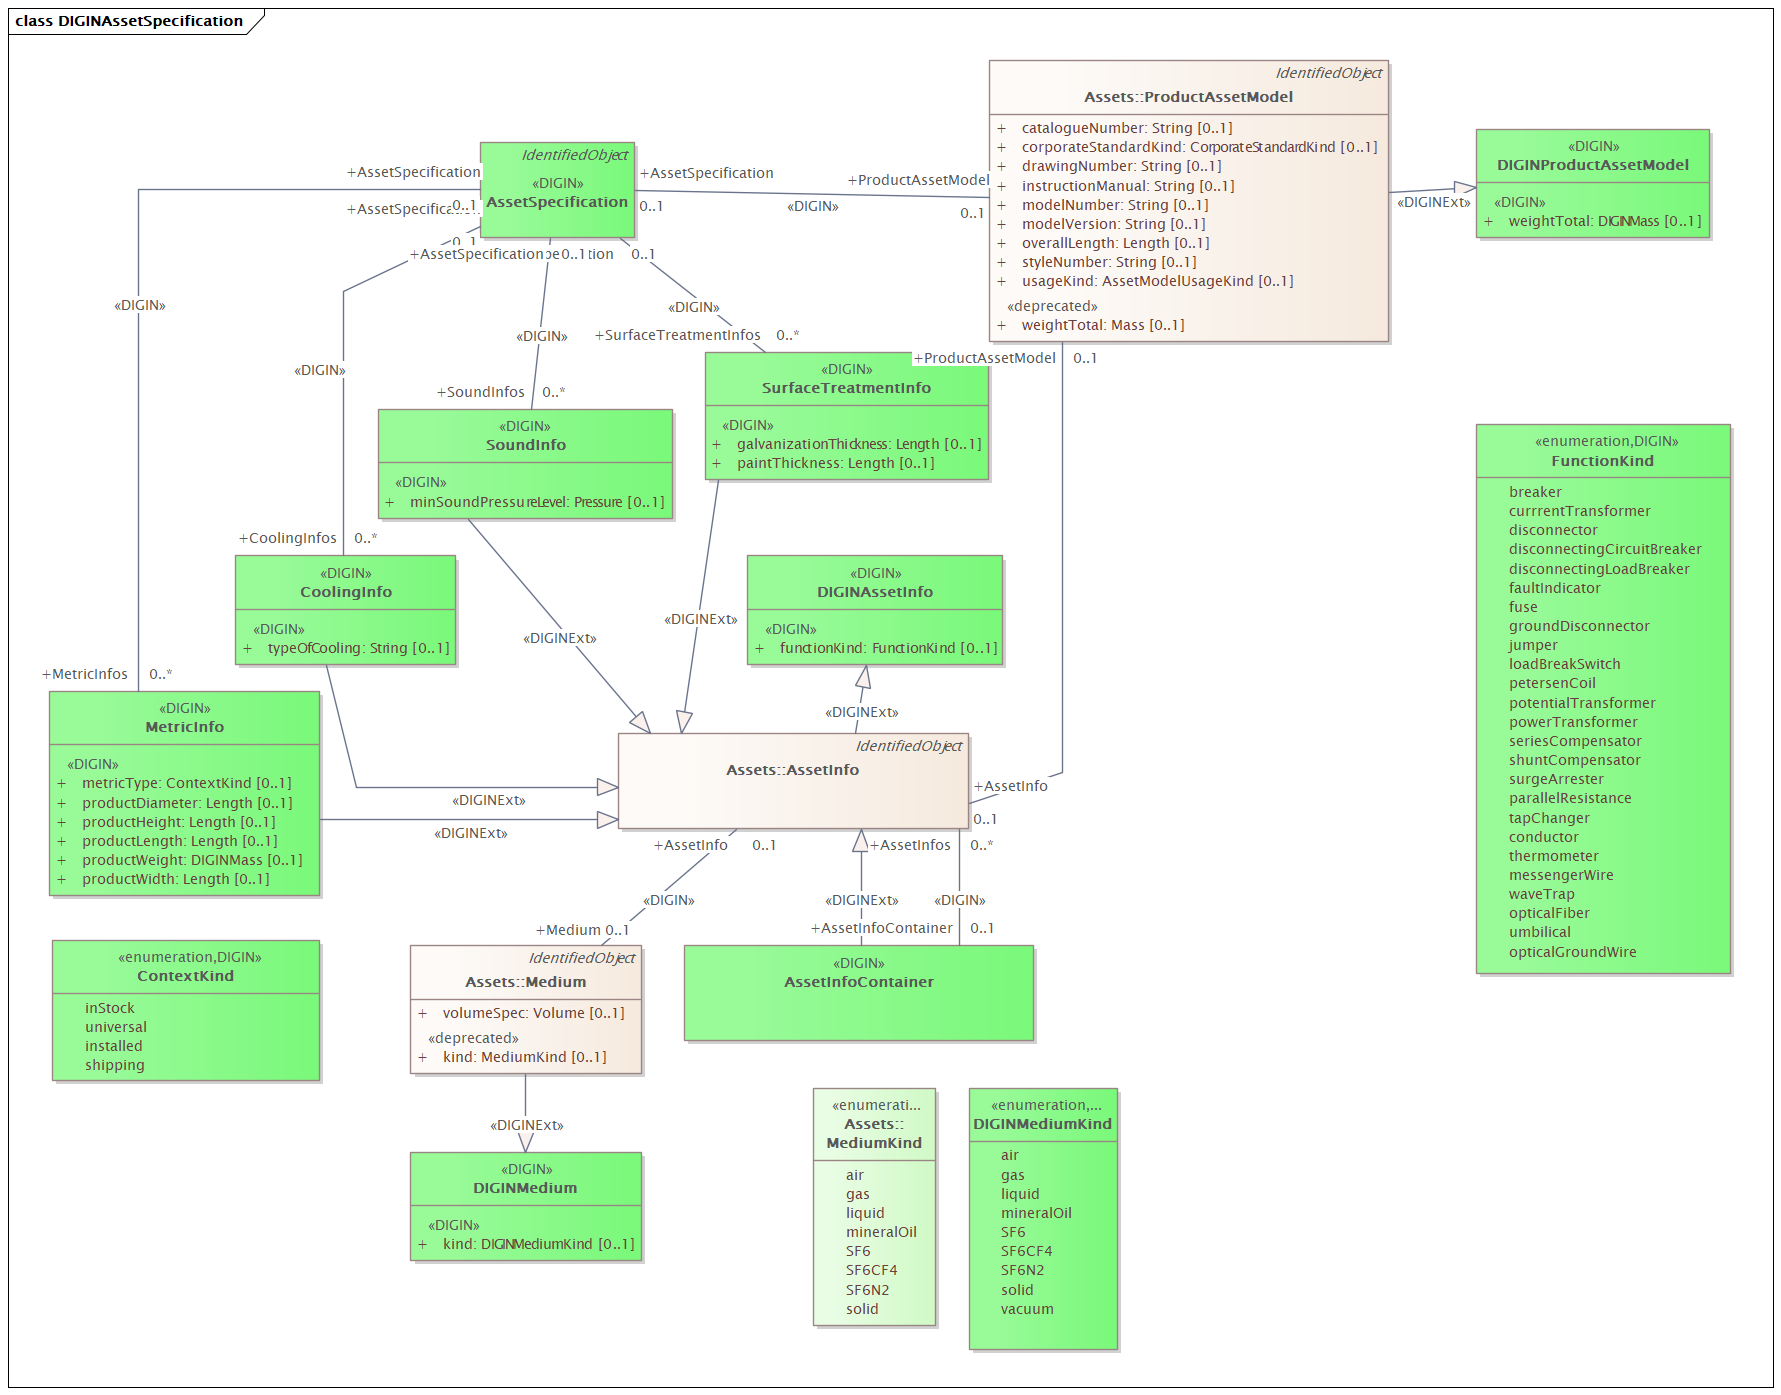 class DIGINAssetSpecification
IdentifiedObject
«DIGIN»
AssetSpecification
+AssetSpecification
0..1
+AssetSpecification
0..1
+AssetSpecification
0..1
0..1
+AssetSpecification
0..1
«DIGIN»
+ProductAssetModel
0..1
IdentifiedObject
Assets::ProductAssetModel
+ catalogueNumber: String [0..1]
+ corporateStandardKind: CorporateStandardKind [0..1]
+ drawingNumber: String [0..1]
+ instructionManual: String [0..1]
+ modelNumber: String [0..1]
+ modelVersion: String [0..1]
+ overallLength: Length [0..1]
+ styleNumber: String [0..1]
+ usageKind: AssetModelUsageKind [0..1]
«deprecated»
+ weightTotal: Mass [0..1]
«DIGINExt»
«DIGIN»
DIGINProductAssetModel
«DIGIN»
+ weightTotal: DIGINMass [0..1]
«DIGIN»
«DIGIN»
«DIGIN»
«DIGIN»
+SurfaceTreatmentInfos 0..*
+ProductAssetModel 0..1
«DIGIN»
SurfaceTreatmentInfo
«DIGIN»
+ galvanizationThickness: Length [0..1]
+ paintThickness: Length [0..1]
+SoundInfos 0..*
«DIGIN»
SoundInfo
«DIGIN»
+ minSoundPressureLevel: Pressure [0..1]
+CoolingInfos 0..*
«DIGIN»
CoolingInfo
«DIGIN»
+ typeOfCooling: String [0..1]
«DIGINExt»
«DIGINExt»
«DIGIN»
DIGINAssetInfo
«DIGIN»
+ functionKind: FunctionKind [0..1]
«DIGINExt»
+MetricInfos 0..*
«DIGIN»
MetricInfo
«DIGIN»
+ metricType: ContextKind [0..1]
+ productDiameter: Length [0..1]
+ productHeight: Length [0..1]
+ productLength: Length [0..1]
+ productWeight: DIGINMass [0..1]
+ productWidth: Length [0..1]
«DIGINExt»
«DIGINExt»
IdentifiedObject
Assets::AssetInfo
+AssetInfo
0..1
+AssetInfo 0..1
+AssetInfos 0..*
«DIGIN»
«DIGINExt»
«DIGIN»
+Medium 0..1
+AssetInfoContainer 0..1
«DIGIN»
AssetInfoContainer
IdentifiedObject
Assets::Medium
+ volumeSpec: Volume [0..1]
«deprecated»
+ kind: MediumKind [0..1]
«DIGINExt»
«DIGIN»
DIGINMedium
«DIGIN»
+ kind: DIGINMediumKind [0..1]
«enumeration,DIGIN»
ContextKind
inStock
universal
installed
shipping
«enumerati...
Assets::
MediumKind
air
gas
liquid
mineralOil
SF6
SF6CF4
SF6N2
solid
«enumeration,...
DIGINMediumKind
air
gas
liquid
mineralOil
SF6
SF6CF4
SF6N2
solid
vacuum
«enumeration,DIGIN»
FunctionKind
breaker
currrentTransformer
disconnector
disconnectingCircuitBreaker
disconnectingLoadBreaker
faultIndicator
fuse
groundDisconnector
jumper
loadBreakSwitch
petersenCoil
potentialTransformer
powerTransformer
seriesCompensator
shuntCompensator
surgeArrester
parallelResistance
tapChanger
conductor
thermometer
messengerWire
waveTrap
opticalFiber
umbilical
opticalGroundWire